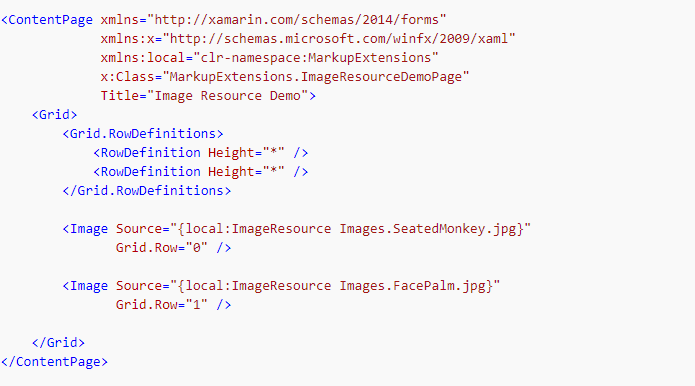 <ContentPage xmlns="http://xamarin.com/schemas/2014/forms"
             xmlns:x="http://schemas.microsoft.com/winfx/2009/xaml"
             xmlns:local="clr-namespace:MarkupExtensions"
             x:Class="MarkupExtensions.ImageResourceDemoPage"
             Title="Image Resource Demo">
    <Grid>
        <Grid.RowDefinitions>
            <RowDefinition Height="*" />
            <RowDefinition Height="*" />
        </Grid.RowDefinitions>

        <Image Source="{local:ImageResource Images.SeatedMonkey.jpg}"
               Grid.Row="0" />

        <Image Source="{local:ImageResource Images.FacePalm.jpg}"
               Grid.Row="1" />

    </Grid>
</ContentPage>